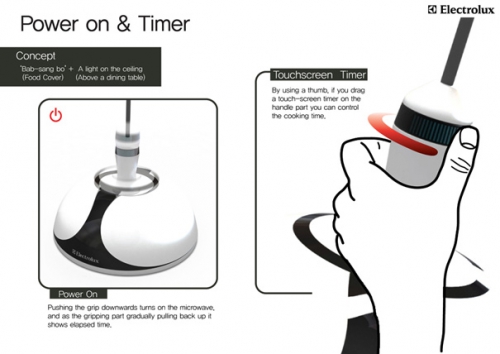 Power on & Timer
Electrolux
Concept
'Bab-sang bo' + A light on the ceiling
(Food Cover) (Above a dining table)
Touchscreen Timer
By using a thumb, if you drag
a touch-screen timer on the
handle part you can control
the cooking time.
Electrolux
Power On
Pushing the grip downwards turns on the microwave,
and as the gripping part gradually pulling back up it
shows elapsed time.